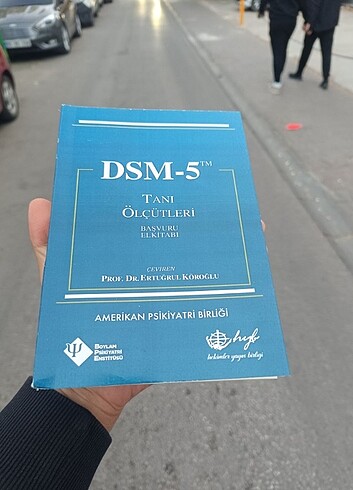 DSM-5™
TANI
ÖLÇÜTLERİ
BAŞVURU
ELKİTABI
ÇEVİREN
PROF. DR. ERTUĞRUL KÖROĞLU
AMERİKAN PSİKİYATRİ BİRLİĞİ
BOYLAM
PSİKİYATRİ
ENSTİTÜSÜ
hyb
hekimler yayın birliği